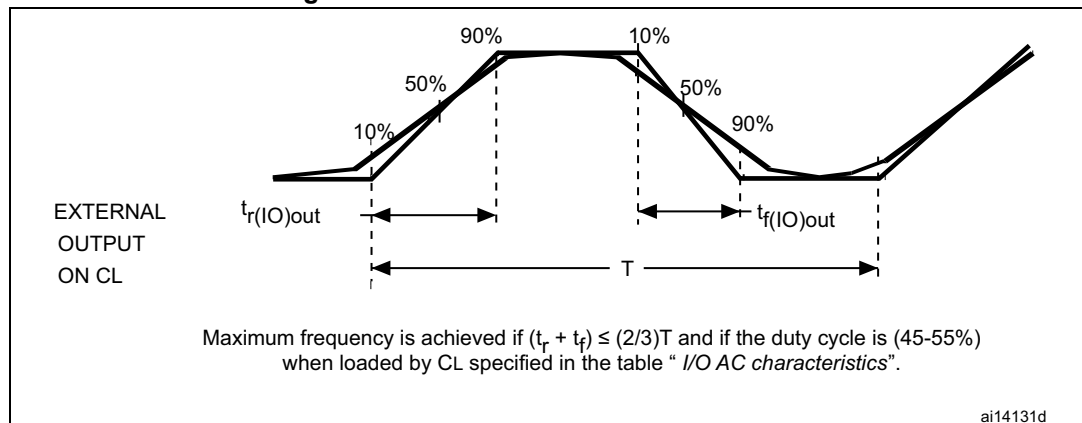 90%
10%
50%
50%
10%
90%
EXTERNAL
OUTPUT
ON CL
tr(IO)out
tf(IO)out
T
Maximum frequency is achieved if (tr + tf) ≤ (2/3)T and if the duty cycle is (45-55%)
when loaded by CL specified in the table “ I/O AC characteristics”.
ai14131d